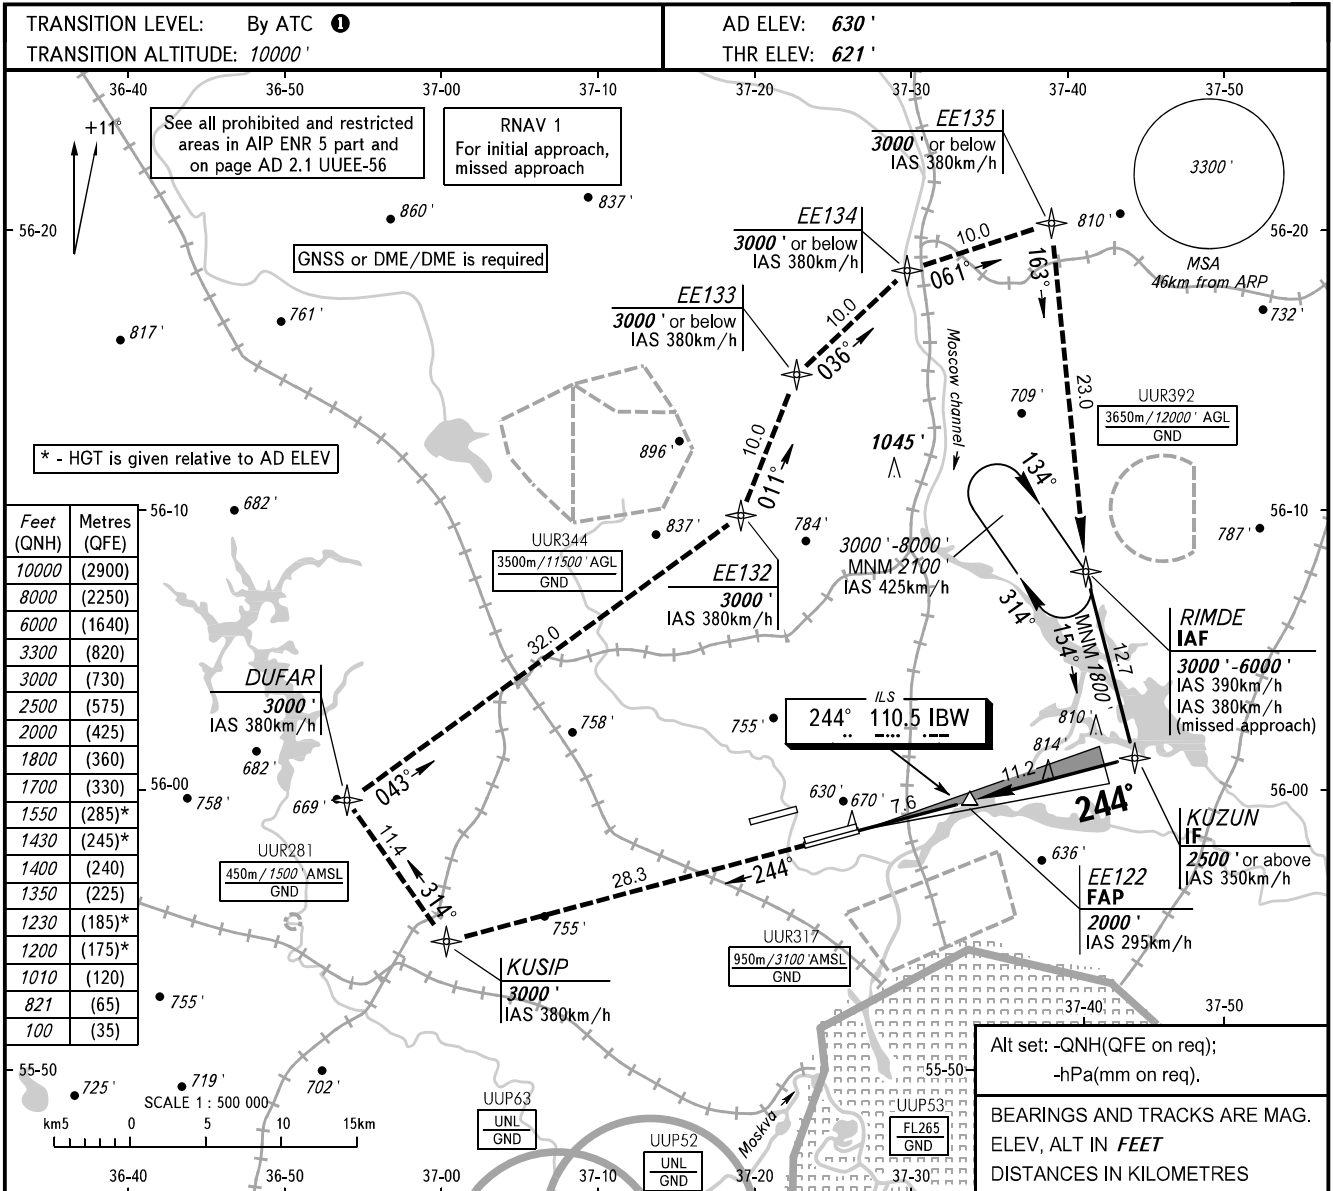 TRANSITION LEVEL: By ATC ❶
TRANSITION ALTITUDE: 10000 '
AD ELEV: 630 '
THR ELEV: 621 '
36-40 36-50 37-00 37-10 37-20 37-30 37-40 37-50
+11°
See all prohibited and restricted
areas in AIP ENR 5 part and
on page AD 2.1 UUEE-56
RNAV 1
For initial approach,
missed approach
EE135
3000 ' or below
IAS 380km/h
3300 '
860 '
837 '
EE134
3000 ' or below
IAS 380km/h
10.0
061°
163°
810 '
56-20
56-20
GNSS or DME/DME is required
MSA
46km from ARP
EE133
3000 ' or below
IAS 380km/h
10.0
036°
817 '
761 '
732 '
Moscow channel
23.0
709 '
UUR392
3650m/12000 ' AGL
GND
* - HGT is given relative to AD ELEV
896 '
10.0
011°
1045 '
134°
Feet Metres
(QNH) (QFE)
10000 (2900)
8000 (2250)
6000 (1640)
3300 (820)
3000 (730)
2500 (575)
2000 (425)
1800 (360)
1700 (330)
1550 (285)*
1430 (245)*
1400 (240)
1350 (225)
1230 (185)*
1200 (175)*
1010 (120)
821 (65)
100 (35)
56-10
682 '
56-10
UUR344
3500m/11500 ' AGL
GND
837 '
784 '
787 '
3000 '-8000 '
MNM 2100 '
IAS 425km/h
EE132
3000 '
IAS 380km/h
314°
154°
MNM 1800 '
12.7
RIMDE
IAF
3000 '-6000 '
IAS 390km/h
IAS 380km/h
(missed approach)
32.0
DUFAR
3000 '
IAS 380km/h
043°
ILS
244° 110.5 IBW
758 '
755 '
810 '
814 '
682 '
56-00
758 '
669 '
630 '
670 '
7.6
11.2
244°
56-00
KUZUN
IF
2500 ' or above
IAS 350km/h
11.4
314°
UUR281
450m/1500 ' AMSL
GND
28.3
244°
636 '
EE122
FAP
2000 '
IAS 295km/h
755 '
UUR317
950m/3100 'AMSL
GND
KUSIP
3000 '
IAS 380km/h
755 '
37-40 37-50
Alt set: -QNH(QFE on req);
-hPa(mm on req).
55-50
55-50
725 '
719 '
702 '
SCALE 1 : 500 000
km5 0 5 10 15km
UUP63
UNL
GND
UUP52
UNL
GND
Moskva
UUP53
FL265
GND
BEARINGS AND TRACKS ARE MAG.
ELEV, ALT IN FEET
DISTANCES IN KILOMETRES
36-40 36-50 37-00 37-10 37-20 37-30